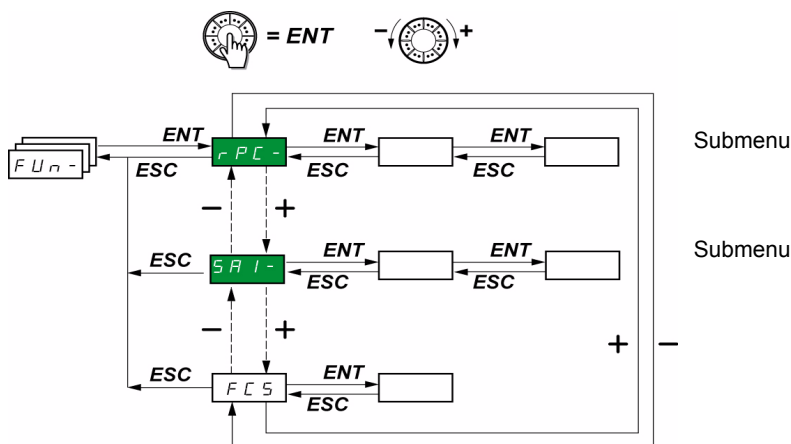 = ENT - +
ENT ENT ENT Submenu
FUn- rPC-
ESC ESC ESC
- +
ENT ENT Submenu
ESC SAI-
ESC ESC
- + + -
ESC ENT
FCS
ESC